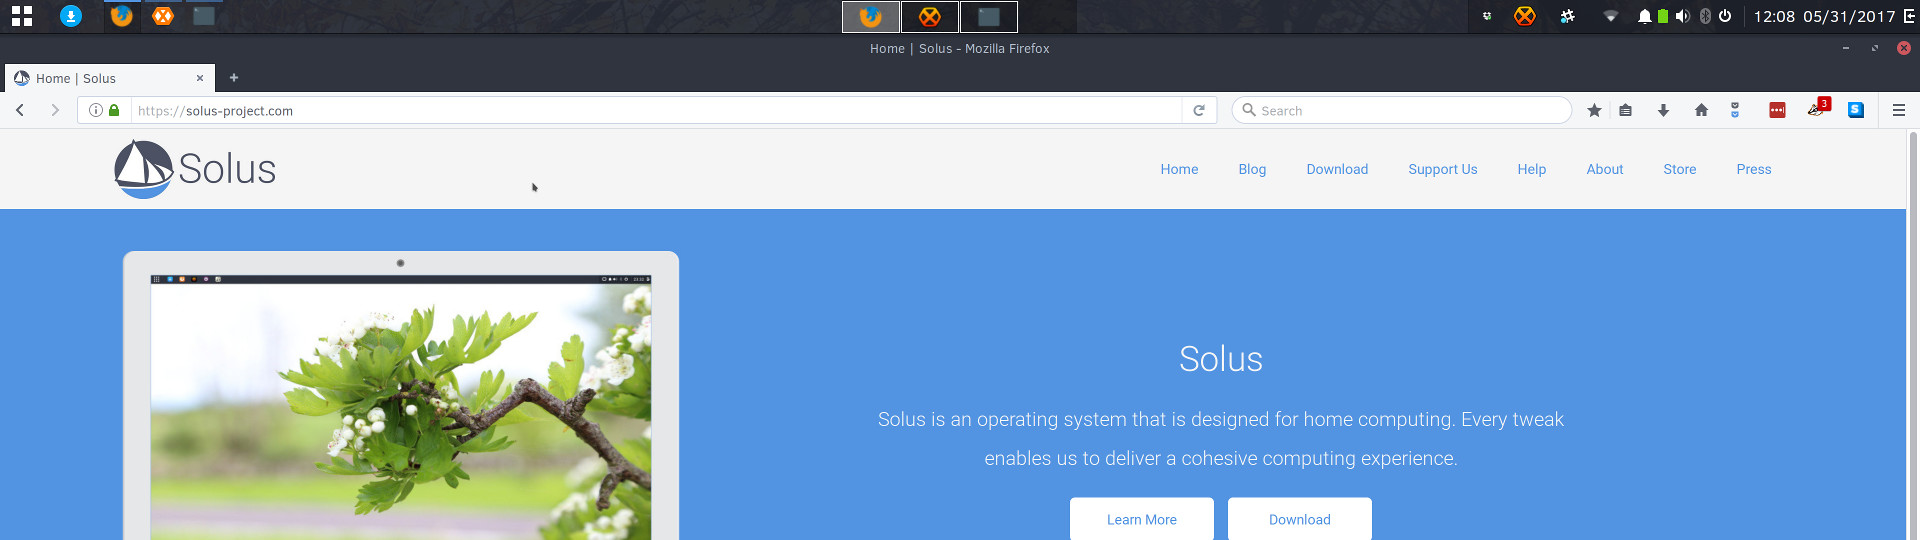 12:08 05/31/2017
Home | Solus - Mozilla Firefox
Home | Solus
https://solus-project.com
Search
3
S
Solus
Home Blog Download Support Us Help About Store Press
Solus
Solus is an operating system that is designed for home computing. Every tweak
enables us to deliver a cohesive computing experience.
Learn More Download